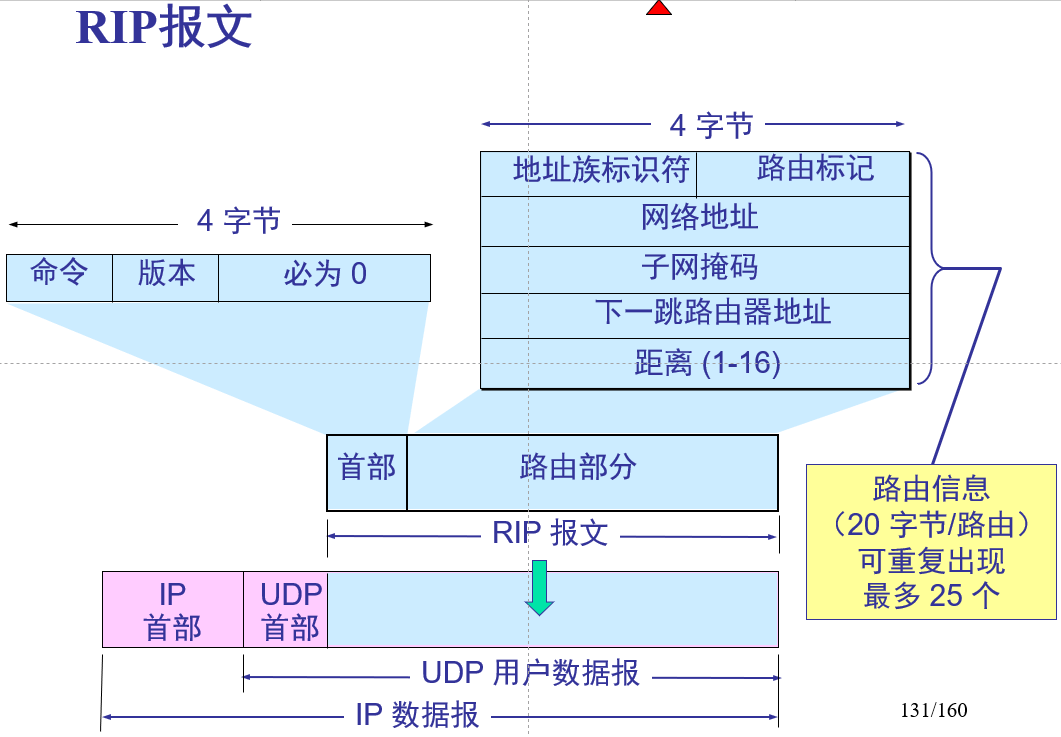 RIP报文
4 字节
地址族标识符 路由标记
网络地址
子网掩码
下一跳路由器地址
距离 (1-16)
4 字节
命令 版本 必为 0
首部 路由部分
RIP 报文
路由信息
（20 字节/路由）
可重复出现
最多 25 个
IP
首部
UDP
首部
UDP 用户数据报
IP 数据报
131/160